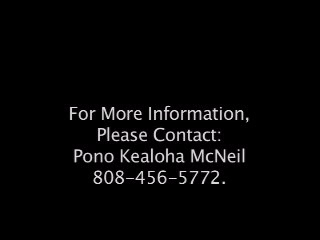 For More Information,
Please Contact:
Pono Kealoha McNeil
808-456-5772.